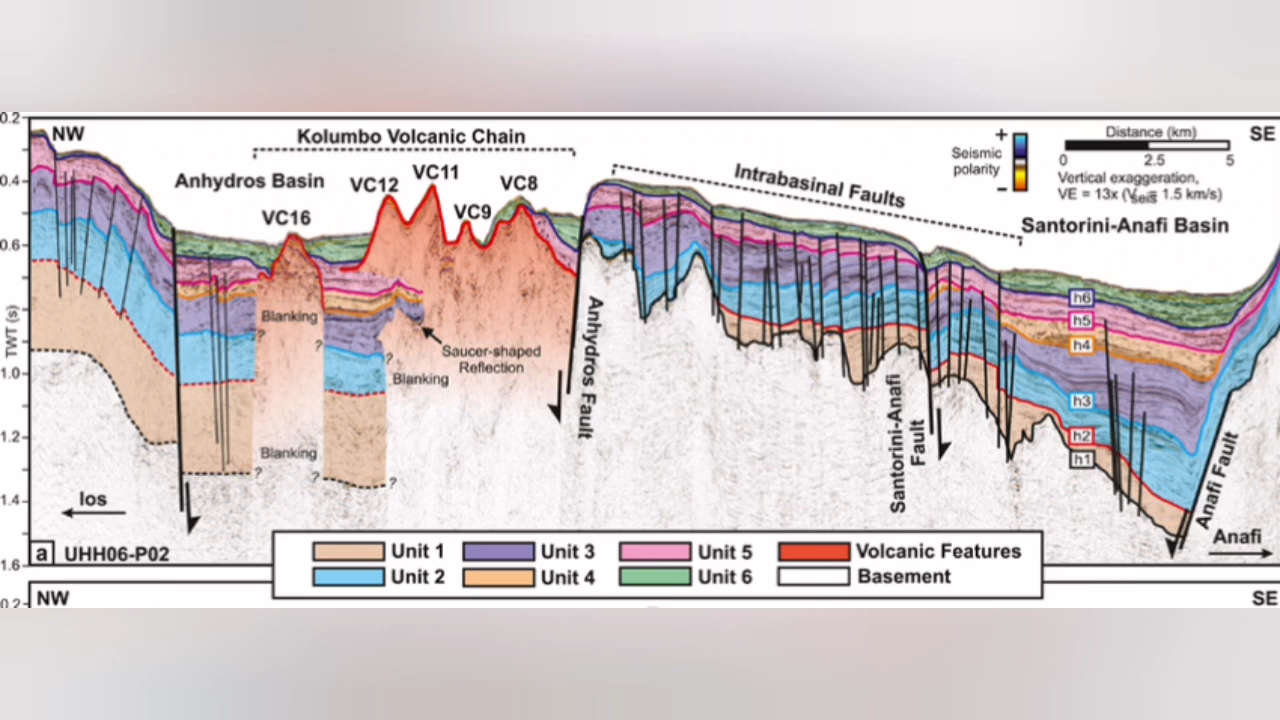 0.2
NW
Kolumbo Volcanic Chain
+
Seismic
polarity
−
Distance (km)
0 2.5 5
SE
Vertical exaggeration,
VE = 13x (Vseis = 1.5 km/s)
Anhydros Basin
VC12
VC11
VC9
VC8
VC16
Intrabasinal Faults
Santorini-Anafi Basin
0.4
0.6
TWT (s)
1.0
1.2
1.4
1.6
h6
h5
h4
h3
h2
h1
Blanking
?
?
?
Saucer-shaped
Reflection
Blanking
Blanking
?
?
?
Anhydros Fault
Santorini-Anafi
Fault
Anafi Fault
Ios
Anafi
a UHH06-P02
Unit 1 Unit 3 Unit 5 Volcanic Features
Unit 2 Unit 4 Unit 6 Basement
0.2
NW
SE